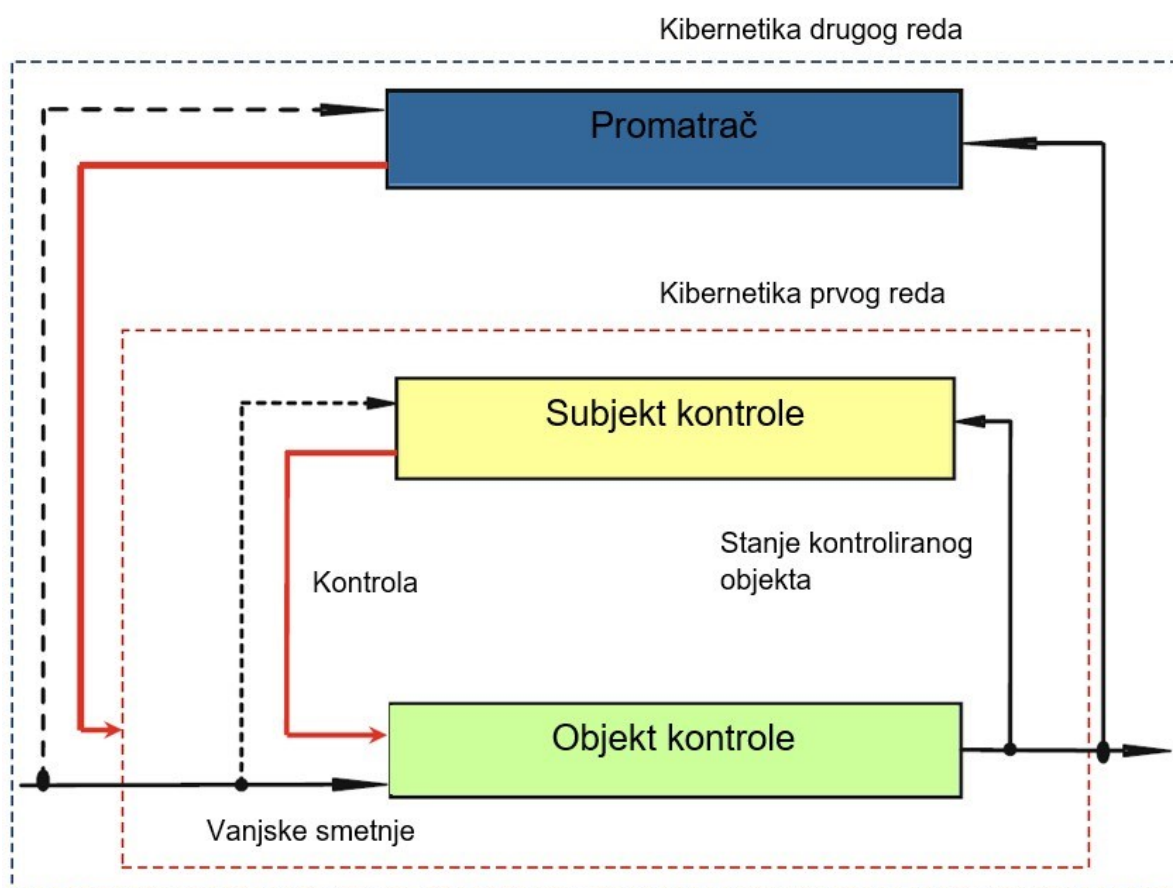 Kibernetika drugog reda
Promatrač
Kibernetika prvog reda
Subjekt kontrole
Stanje kontroliranog
objekta
Kontrola
Objekt kontrole
Vanjske smetnje